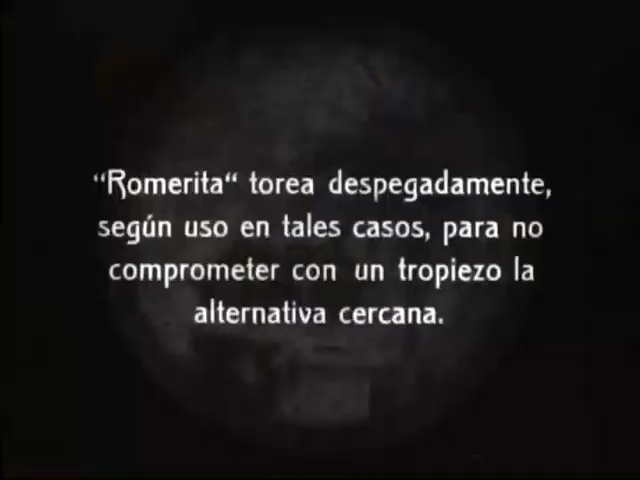 “Romerita“ torea despegadamente,
según uso en tales casos, para no
comprometer con un tropiezo la
alternativa cercana.